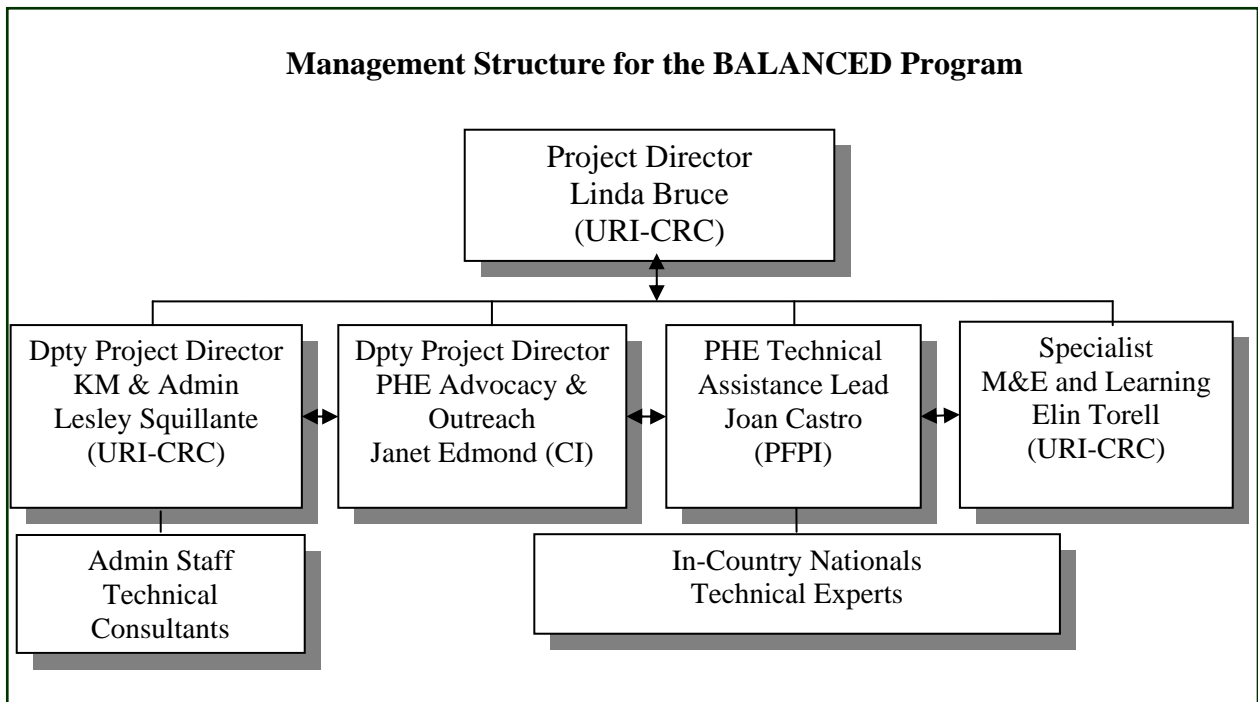 Management Structure for the BALANCED Program
Project Director
Linda Bruce
(URI-CRC)
Dpty Project Director
KM & Admin
Lesley Squillante
(URI-CRC)
Dpty Project Director
PHE Advocacy &
Outreach
Janet Edmond (CI)
PHE Technical
Assistance Lead
Joan Castro
(PFPI)
Specialist
M&E and Learning
Elin Torell
(URI-CRC)
Admin Staff
Technical
Consultants
In-Country Nationals
Technical Experts